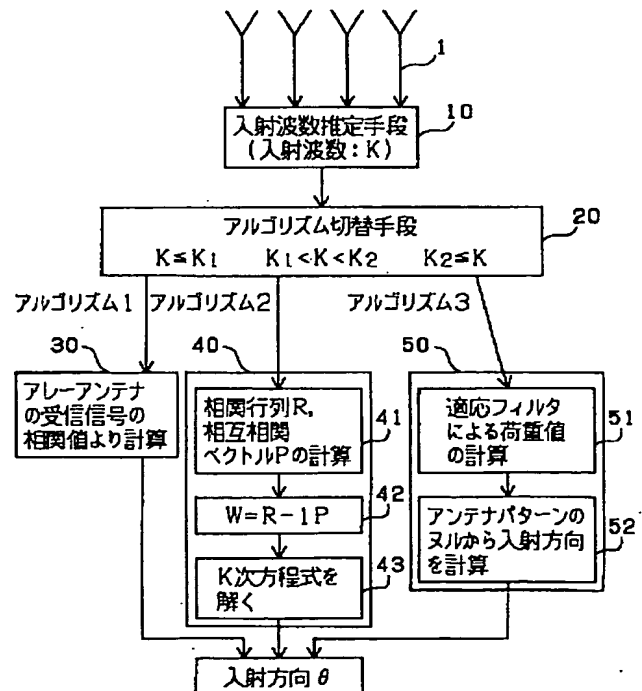 1
10
入射波数推定手段
(入射波数:K)
20
アルゴリズム切替手段
K≦K1 K1<K<K2 K2≦K
アルゴリズム1 アルゴリズム2 アルゴリズム3
30
アレーアンテナ
の受信信号の
相関値より計算
40
相関行列R,
相互相関
ベクトルPの計算
41
W=R-1P
42
K次方程式を
解く
43
50
適応フィルタ
による荷重値
の計算
51
アンテナパターンの
ヌルから入射方向
を計算
52
入射方向θ